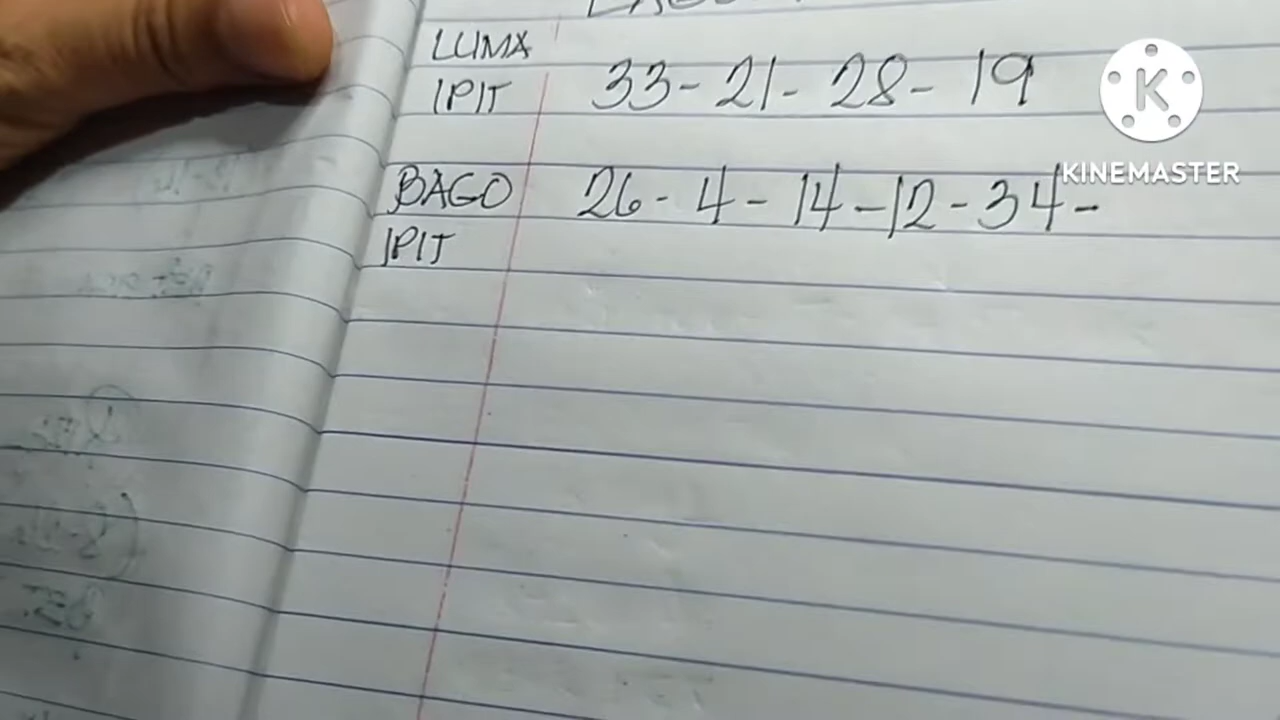 LUMA
IPIT 33-21-28-19
BAGO 26-4-14-12-34-
IPIT
K
KINEMASTER